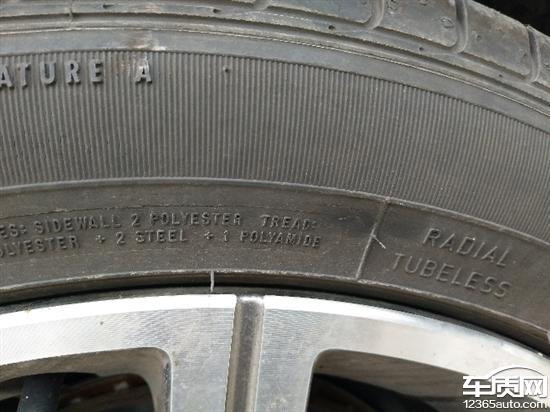 ATURE A
ES: SIDEWALL 2 POLYESTER TREAD:
OLYESTER + 2 STEEL + 1 POLYAMIDE
RADIAL
TUBELESS
车质网
12365auto.com